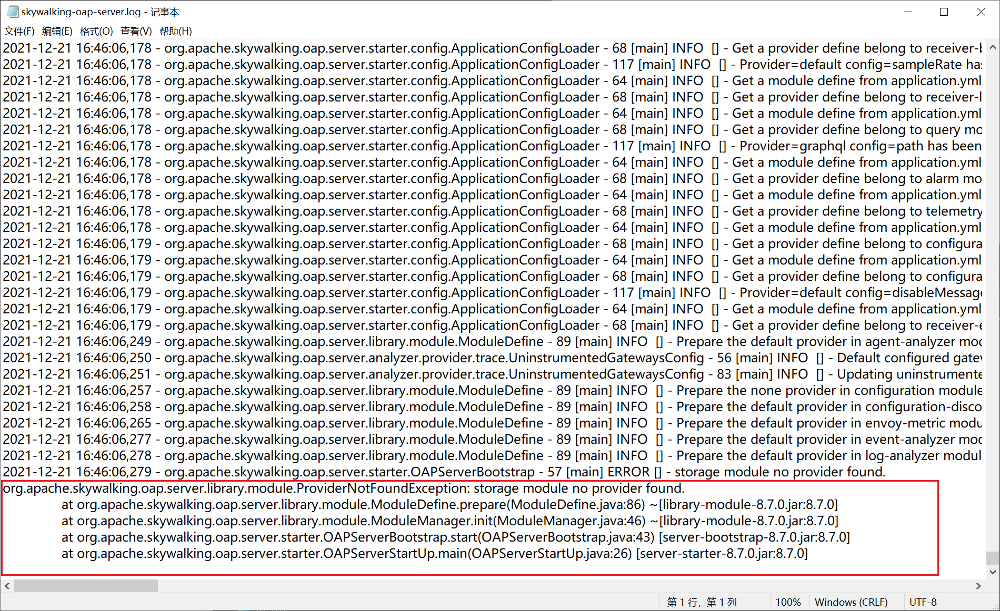 skywalking-oap-server.log - 记事本
文件(F) 编辑(E) 格式(O) 查看(V) 帮助(H)
2021-12-21 16:46:06,178 - org.apache.skywalking.oap.server.starter.config.ApplicationConfigLoader - 68 [main] INFO  [] - Get a provider define belong to receiver-b
2021-12-21 16:46:06,178 - org.apache.skywalking.oap.server.starter.config.ApplicationConfigLoader - 117 [main] INFO  [] - Provider=default config=sampleRate has
2021-12-21 16:46:06,178 - org.apache.skywalking.oap.server.starter.config.ApplicationConfigLoader - 64 [main] INFO  [] - Get a module define from application.yml,
2021-12-21 16:46:06,178 - org.apache.skywalking.oap.server.starter.config.ApplicationConfigLoader - 68 [main] INFO  [] - Get a provider define belong to receiver-l
2021-12-21 16:46:06,178 - org.apache.skywalking.oap.server.starter.config.ApplicationConfigLoader - 64 [main] INFO  [] - Get a module define from application.yml,
2021-12-21 16:46:06,178 - org.apache.skywalking.oap.server.starter.config.ApplicationConfigLoader - 68 [main] INFO  [] - Get a provider define belong to query mo
2021-12-21 16:46:06,178 - org.apache.skywalking.oap.server.starter.config.ApplicationConfigLoader - 117 [main] INFO  [] - Provider=graphql config=path has been
2021-12-21 16:46:06,178 - org.apache.skywalking.oap.server.starter.config.ApplicationConfigLoader - 64 [main] INFO  [] - Get a module define from application.yml,
2021-12-21 16:46:06,178 - org.apache.skywalking.oap.server.starter.config.ApplicationConfigLoader - 68 [main] INFO  [] - Get a provider define belong to alarm mo
2021-12-21 16:46:06,178 - org.apache.skywalking.oap.server.starter.config.ApplicationConfigLoader - 64 [main] INFO  [] - Get a module define from application.yml,
2021-12-21 16:46:06,178 - org.apache.skywalking.oap.server.starter.config.ApplicationConfigLoader - 68 [main] INFO  [] - Get a provider define belong to telemetry
2021-12-21 16:46:06,178 - org.apache.skywalking.oap.server.starter.config.ApplicationConfigLoader - 64 [main] INFO  [] - Get a module define from application.yml,
2021-12-21 16:46:06,179 - org.apache.skywalking.oap.server.starter.config.ApplicationConfigLoader - 68 [main] INFO  [] - Get a provider define belong to configura
2021-12-21 16:46:06,179 - org.apache.skywalking.oap.server.starter.config.ApplicationConfigLoader - 64 [main] INFO  [] - Get a module define from application.yml,
2021-12-21 16:46:06,179 - org.apache.skywalking.oap.server.starter.config.ApplicationConfigLoader - 68 [main] INFO  [] - Get a provider define belong to configura
2021-12-21 16:46:06,179 - org.apache.skywalking.oap.server.starter.config.ApplicationConfigLoader - 117 [main] INFO  [] - Provider=default config=disableMessage
2021-12-21 16:46:06,179 - org.apache.skywalking.oap.server.starter.config.ApplicationConfigLoader - 64 [main] INFO  [] - Get a module define from application.yml,
2021-12-21 16:46:06,179 - org.apache.skywalking.oap.server.starter.config.ApplicationConfigLoader - 68 [main] INFO  [] - Get a provider define belong to receiver-e
2021-12-21 16:46:06,249 - org.apache.skywalking.oap.server.library.module.ModuleDefine - 89 [main] INFO  [] - Prepare the default provider in agent-analyzer mod
2021-12-21 16:46:06,250 - org.apache.skywalking.oap.server.analyzer.provider.trace.UninstrumentedGatewaysConfig - 56 [main] INFO  [] - Default configured gatew
2021-12-21 16:46:06,251 - org.apache.skywalking.oap.server.analyzer.provider.trace.UninstrumentedGatewaysConfig - 83 [main] INFO  [] - Updating uninstrumente
2021-12-21 16:46:06,257 - org.apache.skywalking.oap.server.library.module.ModuleDefine - 89 [main] INFO  [] - Prepare the none provider in configuration module
2021-12-21 16:46:06,258 - org.apache.skywalking.oap.server.library.module.ModuleDefine - 89 [main] INFO  [] - Prepare the default provider in configuration-disco
2021-12-21 16:46:06,265 - org.apache.skywalking.oap.server.library.module.ModuleDefine - 89 [main] INFO  [] - Prepare the default provider in envoy-metric modu
2021-12-21 16:46:06,277 - org.apache.skywalking.oap.server.library.module.ModuleDefine - 89 [main] INFO  [] - Prepare the default provider in event-analyzer mod
2021-12-21 16:46:06,278 - org.apache.skywalking.oap.server.library.module.ModuleDefine - 89 [main] INFO  [] - Prepare the default provider in log-analyzer modul
2021-12-21 16:46:06,279 - org.apache.skywalking.oap.server.starter.OAPServerBootstrap - 57 [main] ERROR [] - storage module no provider found.
org.apache.skywalking.oap.server.library.module.ProviderNotFoundException: storage module no provider found.
at org.apache.skywalking.oap.server.library.module.ModuleDefine.prepare(ModuleDefine.java:86) ~[library-module-8.7.0.jar:8.7.0]
at org.apache.skywalking.oap.server.library.module.ModuleManager.init(ModuleManager.java:46) ~[library-module-8.7.0.jar:8.7.0]
at org.apache.skywalking.oap.server.starter.OAPServerBootstrap.start(OAPServerBootstrap.java:43) [server-bootstrap-8.7.0.jar:8.7.0]
at org.apache.skywalking.oap.server.starter.OAPServerStartUp.main(OAPServerStartUp.java:26) [server-starter-8.7.0.jar:8.7.0]
第 1 行，第 1 列 100% Windows (CRLF) UTF-8